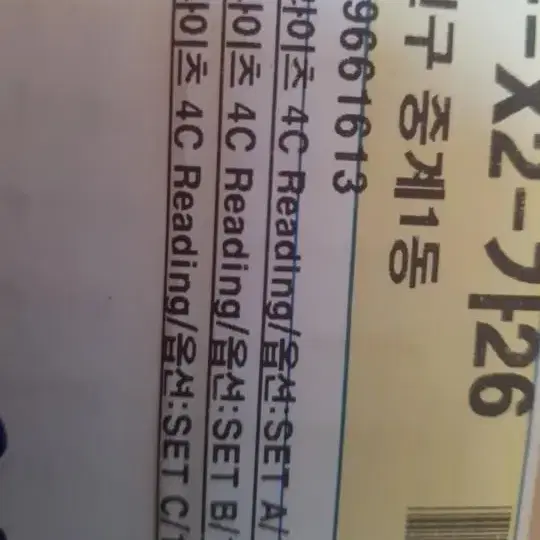 -X2-가26
구 중계1동
9661613
이츠 4C Reading/옵션:SET A/
이츠 4C Reading/옵션:SET B/
이츠 4C Reading/옵션:SET C/